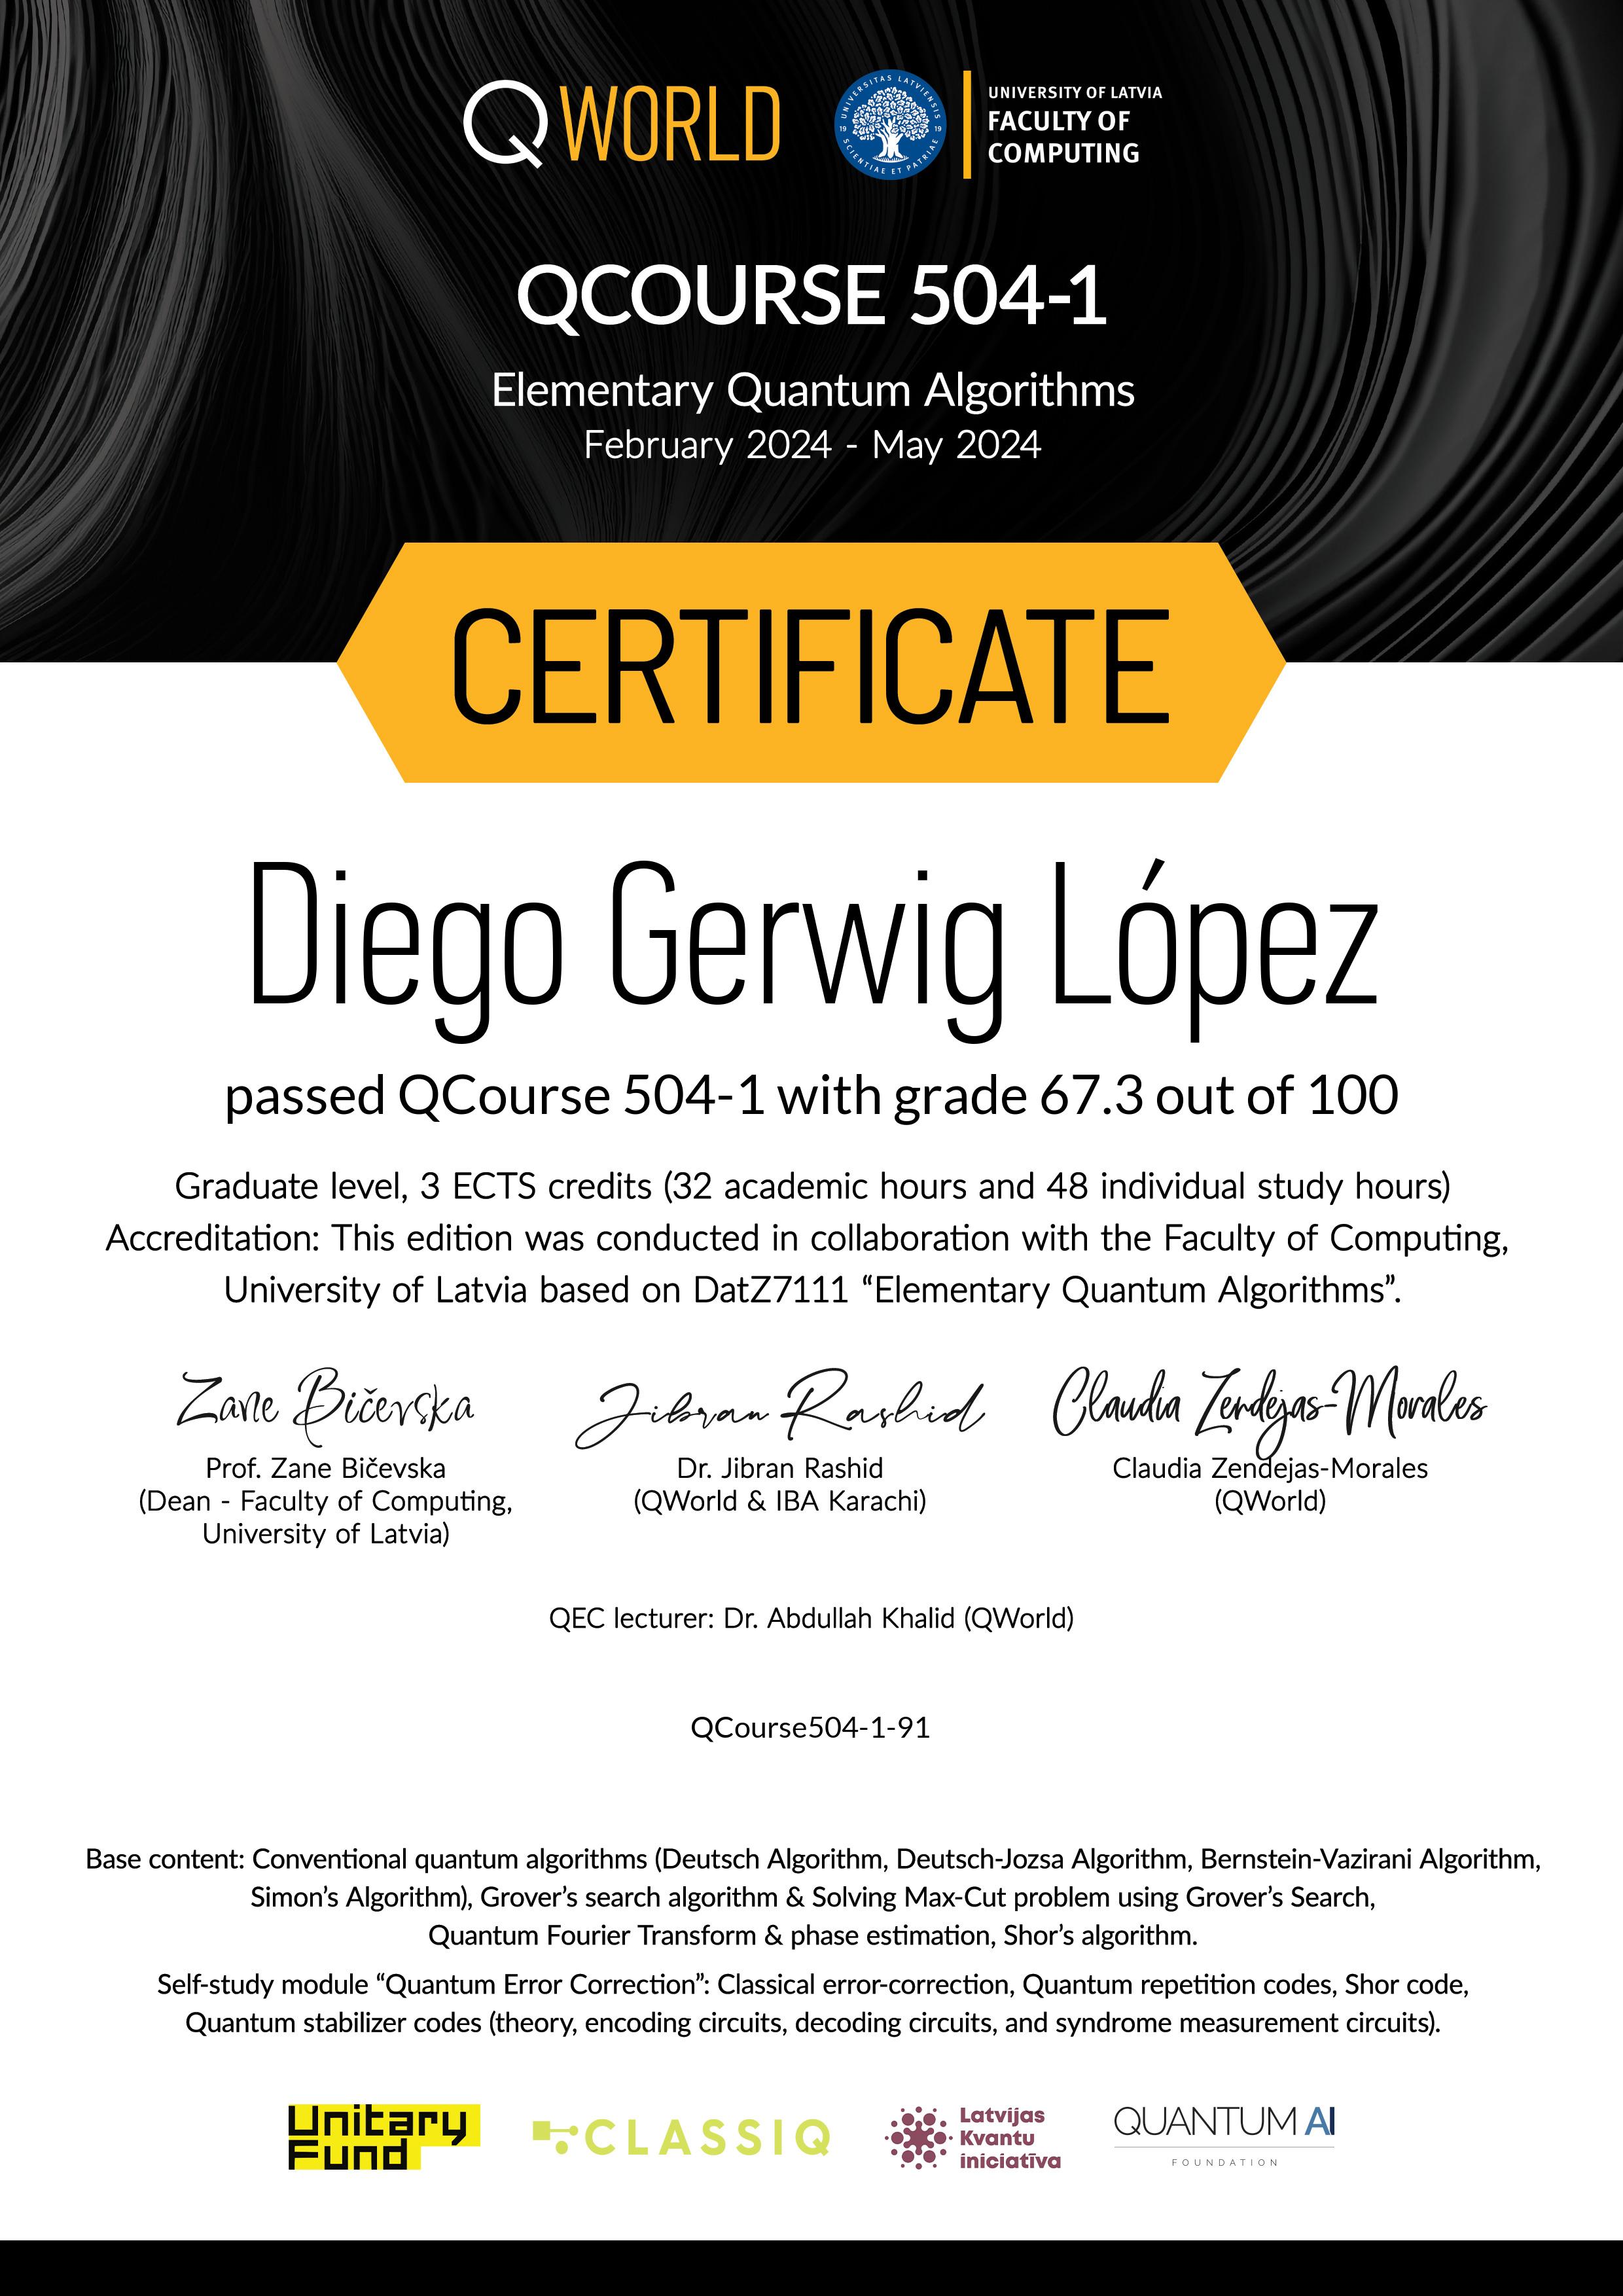 QWORLD
UNIVERSITAS LATVIENSIS
19 19
SCIENTIAE ET PATRIAE
UNIVERSITY OF LATVIA
FACULTY OF
COMPUTING
QCOURSE 504-1
Elementary Quantum Algorithms
February 2024 - May 2024
CERTIFICATE
Diego Gerwig López
passed QCourse 504-1 with grade 67.3 out of 100
Graduate level, 3 ECTS credits (32 academic hours and 48 individual study hours)
Accreditation: This edition was conducted in collaboration with the Faculty of Computing,
University of Latvia based on DatZ7111 “Elementary Quantum Algorithms”.
Zane Bičevska
Jibran Rashid
Claudia Zendejas-Morales
Prof. Zane Bičevska
(Dean - Faculty of Computing,
University of Latvia)
Dr. Jibran Rashid
(QWorld & IBA Karachi)
Claudia Zendejas-Morales
(QWorld)
QEC lecturer: Dr. Abdullah Khalid (QWorld)
QCourse504-1-91
Base content: Conventional quantum algorithms (Deutsch Algorithm, Deutsch-Jozsa Algorithm, Bernstein-Vazirani Algorithm,
Simon’s Algorithm), Grover’s search algorithm & Solving Max-Cut problem using Grover’s Search,
Quantum Fourier Transform & phase estimation, Shor’s algorithm.
Self-study module “Quantum Error Correction”: Classical error-correction, Quantum repetition codes, Shor code,
Quantum stabilizer codes (theory, encoding circuits, decoding circuits, and syndrome measurement circuits).
Unitary
Fund
CLASSIQ
Latvijas
Kvantu
iniciatīva
QUANTUM AI
FOUNDATION